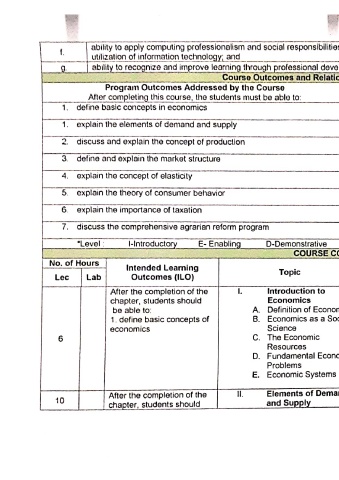 f. ability to apply computing professionalism and social responsibilities
utilization of information technology; and
g. ability to recognize and improve learning through professional deve
Course Outcomes and Relatio
Program Outcomes Addressed by the Course
After completing this course, the students must be able to:
1. define basic concepts in economics
1. explain the elements of demand and supply
2. discuss and explain the concept of production
3. define and explain the market structure
4. explain the concept of elasticity
5. explain the theory of consumer behavior
6. explain the importance of taxation
7. discuss the comprehensive agrarian reform program
*Level : I-Introductory E- Enabling D-Demonstrative
COURSE CO
No. of Hours
Lec Lab
Intended Learning
Outcomes (ILO)
Topic
6
After the completion of the
chapter, students should
be able to:
1. define basic concepts of
economics
I. Introduction to
Economics
A. Definition of Econor
B. Economics as a Soc
Science
C. The Economic
Resources
D. Fundamental Econo
Problems
E. Economic Systems
10
After the completion of the
chapter, students should
II. Elements of Dema
and Supply